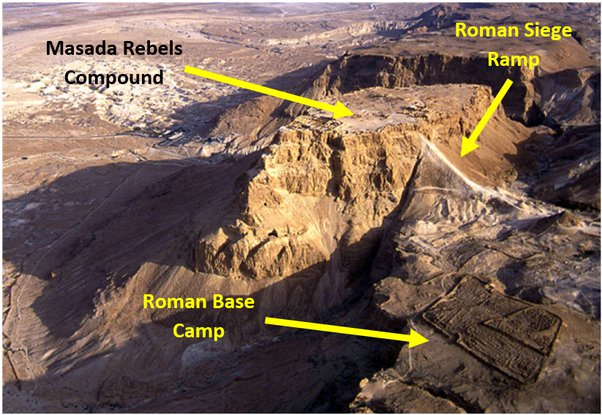 Roman Siege
Ramp
Masada Rebels
Compound
Roman Base
Camp